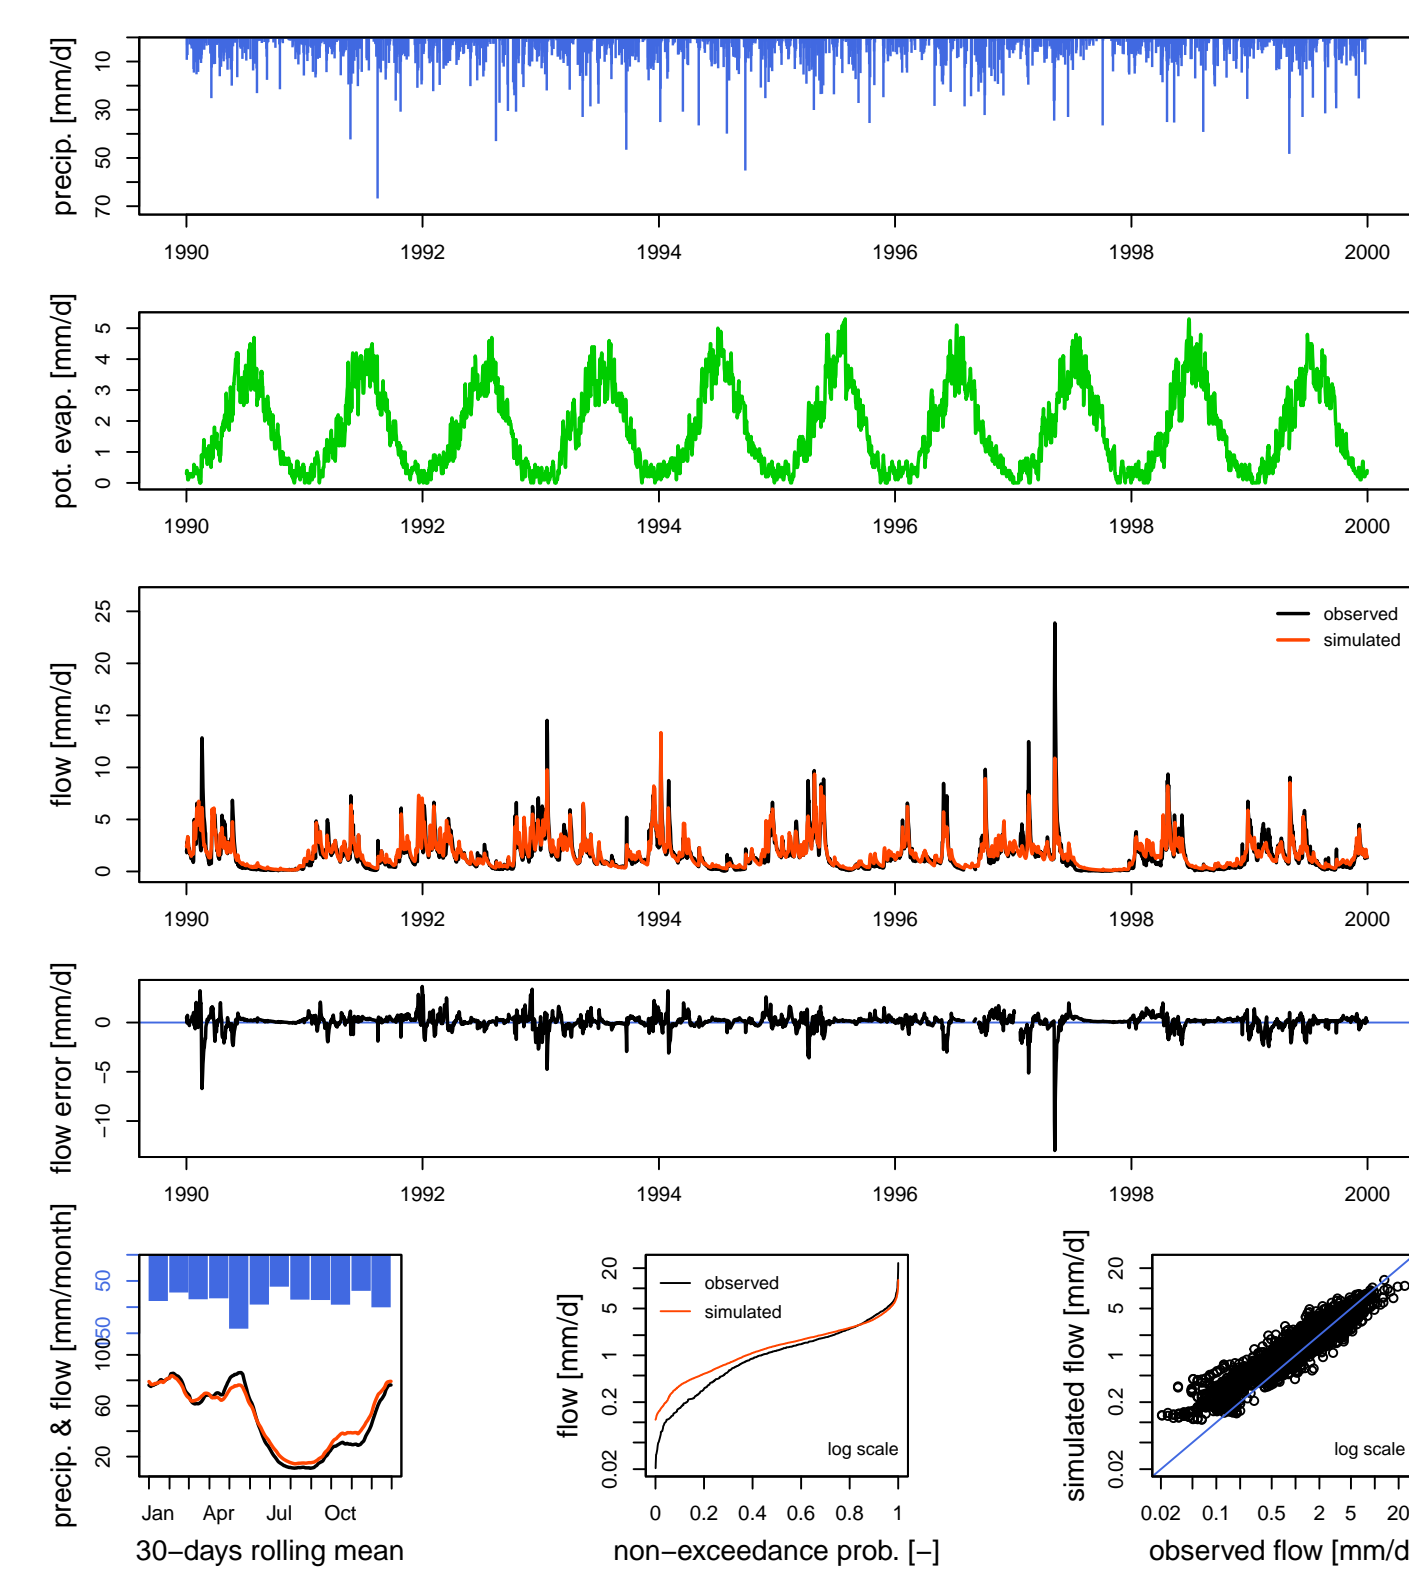 precip. [mm/d]
10
30
50
70
1990 1992 1994 1996 1998 2000
pot. evap. [mm/d]
5
4
3
2
1
0
1990 1992 1994 1996 1998 2000
flow [mm/d]
25
20
15
10
5
0
observed
simulated
1990 1992 1994 1996 1998 2000
flow error [mm/d]
0
−5
−10
1990 1992 1994 1996 1998 2000
precip. & flow [mm/month]
50
150
100
60
20
Jan Apr Jul Oct
30−days rolling mean
flow [mm/d]
20
5
1
0.2
0.02
observed
simulated
log scale
0 0.2 0.4 0.6 0.8 1
non−exceedance prob. [−]
simulated flow [mm/d]
20
5
1
0.2
0.02
log scale
0.02 0.1 0.5 2 5 20
observed flow [mm/d